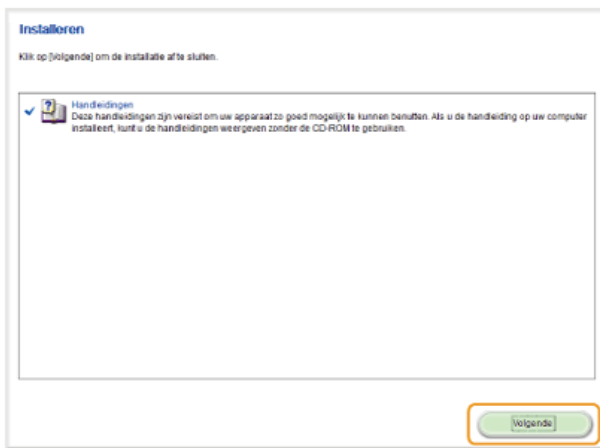 Installeren
Klik op [Volgende] om de installatie af te sluiten.
Handleidingen
Deze handleidingen zijn vereist om uw apparaat zo goed mogelijk te kunnen benutten. Als u de handleiding op uw computer
installeert, kunt u de handleidingen weergeven zonder de CD-ROM te gebruiken.
Volgende